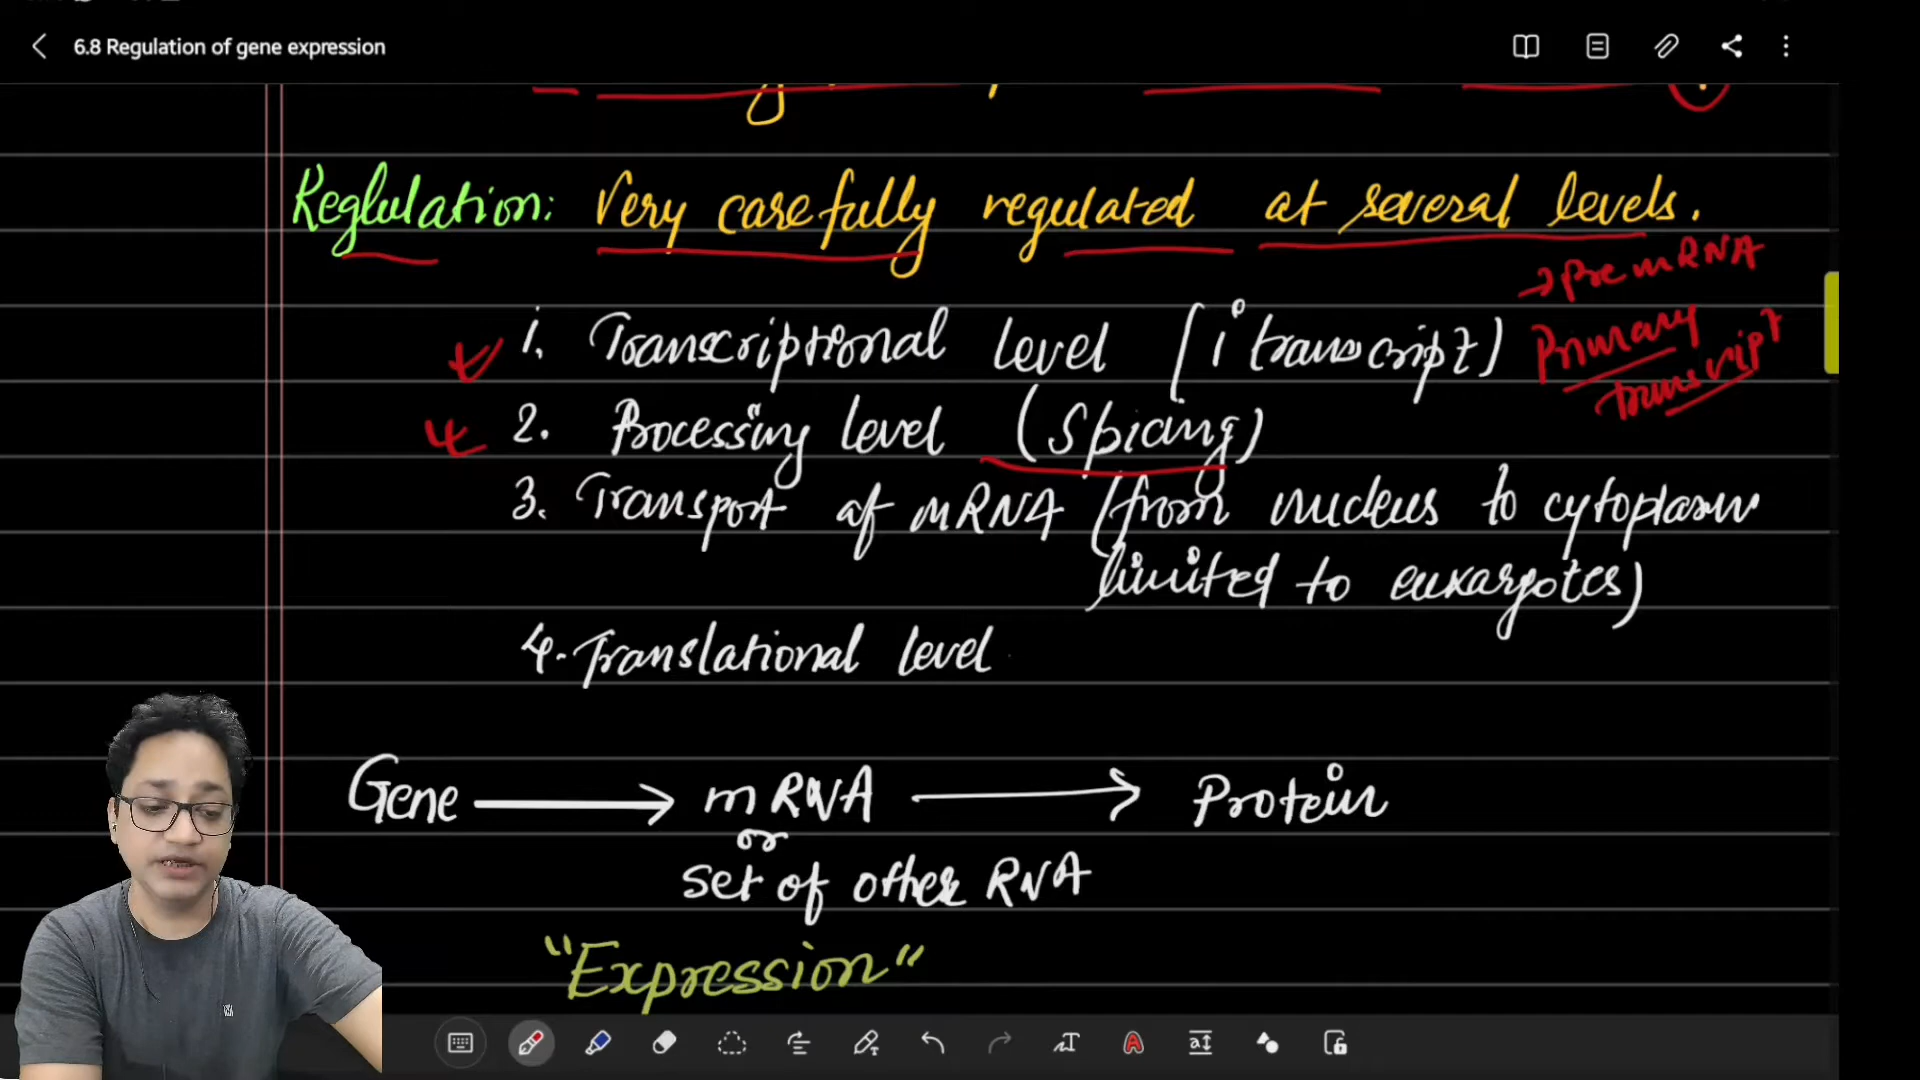 6.8 Regulation of gene expression
Reglulation: Very carefully regulated at several levels.
→ Pre mRNA
1. Transcriptional level [1° transcript)
Primary
transcript
2. Processing level (Spicing)
3. Transport of mRNA (from nucleus to cytoplasm
limited to eukaryotes)
4. Translational level
Gene → mRNA → Protein
or
set of other RNA
"Expression"